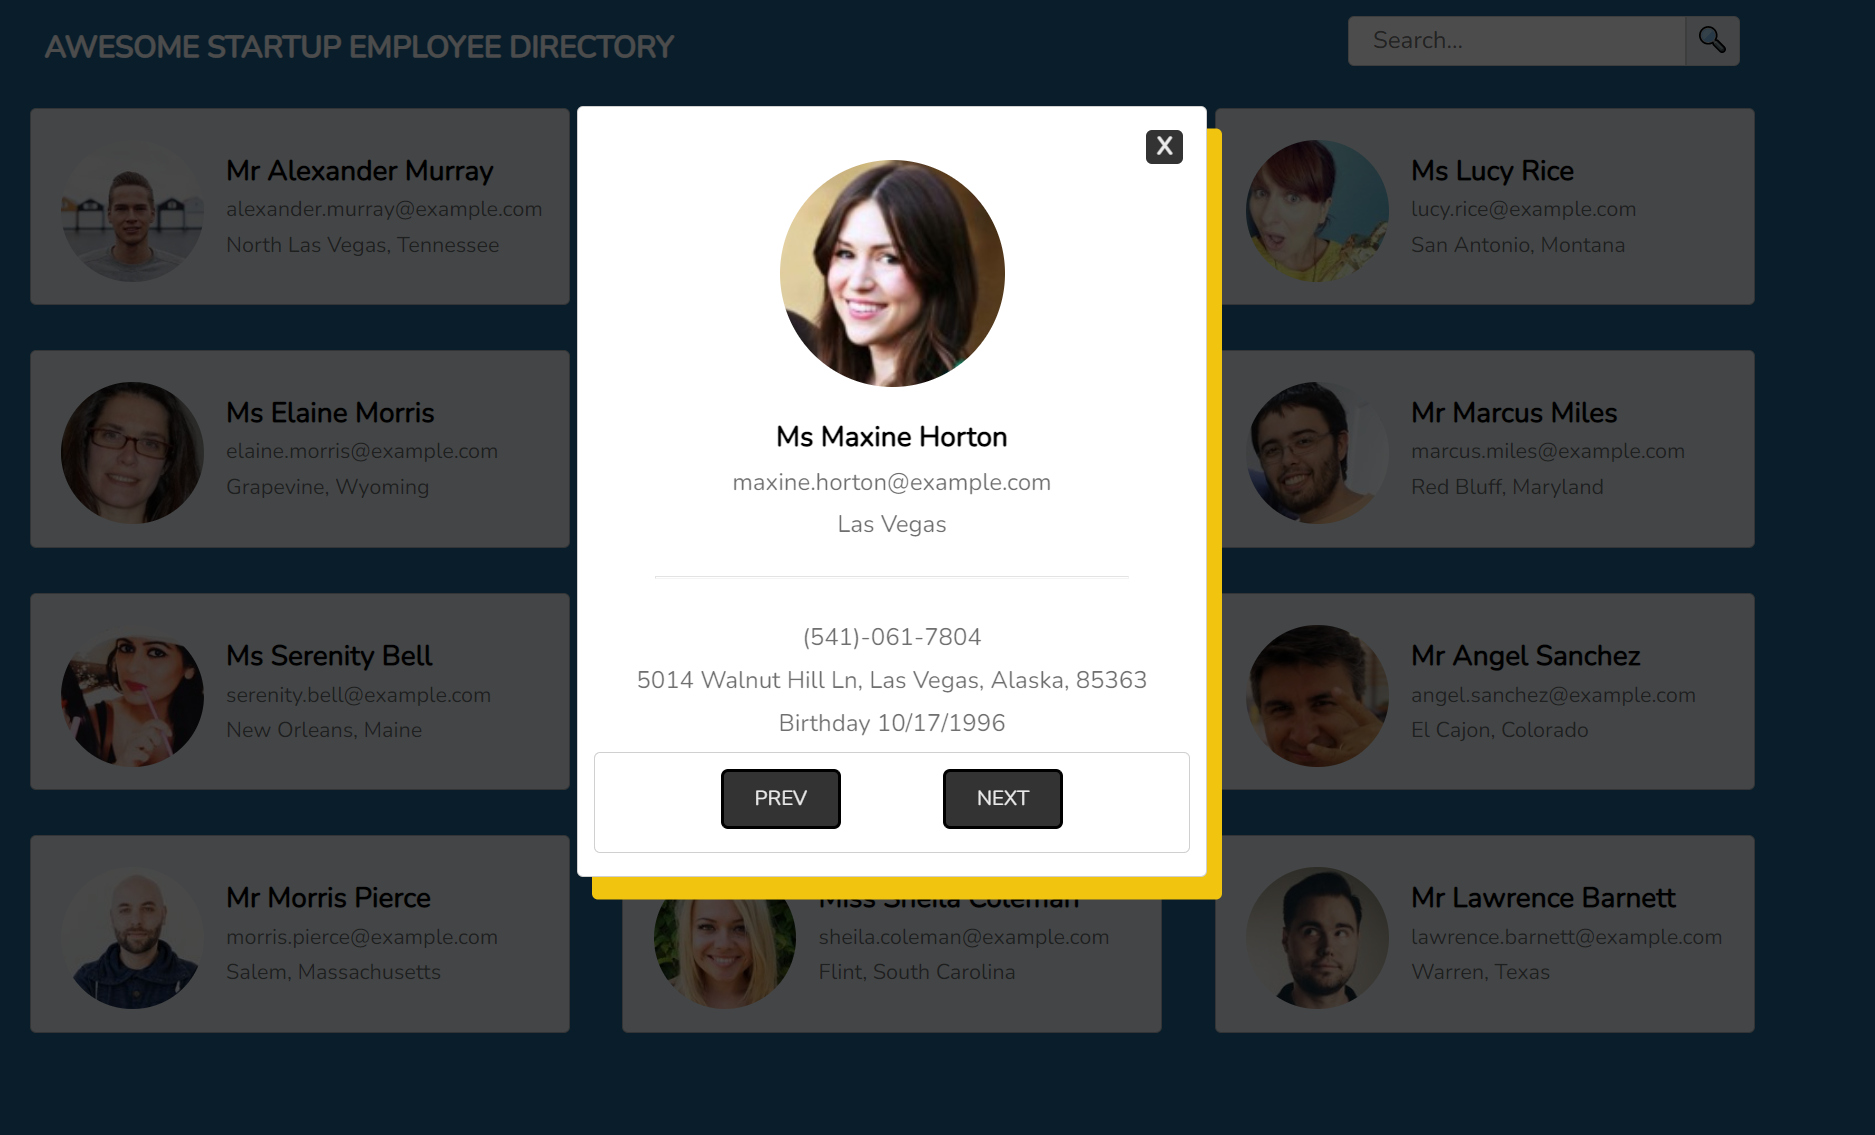 AWESOME STARTUP EMPLOYEE DIRECTORY
Search...
Mr Alexander Murray
alexander.murray@example.com
North Las Vegas, Tennessee
X
Ms Maxine Horton
maxine.horton@example.com
Las Vegas
(541)-061-7804
5014 Walnut Hill Ln, Las Vegas, Alaska, 85363
Birthday 10/17/1996
PREV
NEXT
Ms Lucy Rice
lucy.rice@example.com
San Antonio, Montana
Ms Elaine Morris
elaine.morris@example.com
Grapevine, Wyoming
Mr Marcus Miles
marcus.miles@example.com
Red Bluff, Maryland
Ms Serenity Bell
serenity.bell@example.com
New Orleans, Maine
Mr Angel Sanchez
angel.sanchez@example.com
El Cajon, Colorado
Mr Morris Pierce
morris.pierce@example.com
Salem, Massachusetts
Miss Sheila Coleman
sheila.coleman@example.com
Flint, South Carolina
Mr Lawrence Barnett
lawrence.barnett@example.com
Warren, Texas